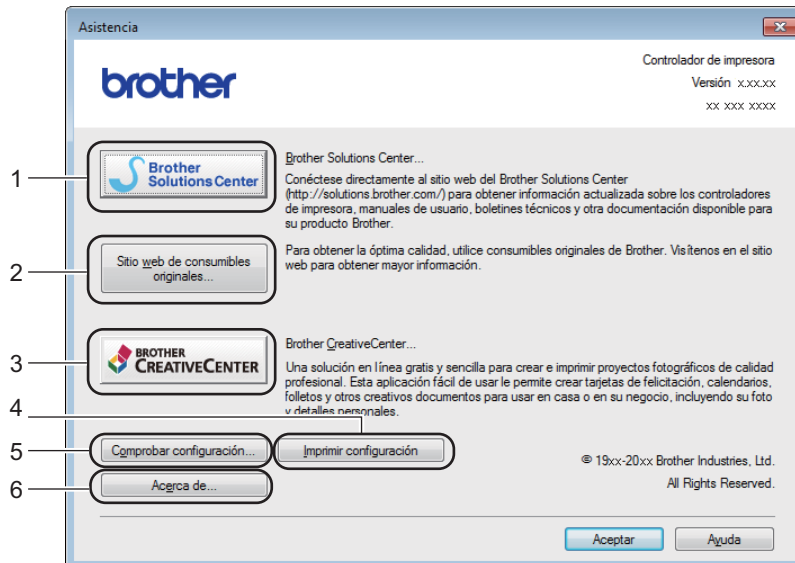 Asistencia
brother
Controlador de impresora
Versión x.xx.xx
xx xxx xxxx
1
Brother
Solutions Center
Brother Solutions Center...
Conéctese directamente al sitio web del Brother Solutions Center
(http://solutions.brother.com/) para obtener información actualizada sobre los controladores
de impresora, manuales de usuario, boletines técnicos y otra documentación disponible para
su producto Brother.
2
Sitio web de consumibles
originales...
Para obtener la óptima calidad, utilice consumibles originales de Brother. Visítenos en el sitio
web para obtener mayor información.
3
BROTHER
CREATIVECENTER
Brother CreativeCenter...
Una solución en línea gratis y sencilla para crear e imprimir proyectos fotográficos de calidad
profesional. Esta aplicación fácil de usar le permite crear tarjetas de felicitación, calendarios,
folletos y otros creativos documentos para usar en casa o en su negocio, incluyendo su foto
y detalles personales.
4
5
Comprobar configuración...
Imprimir configuración
6
Acerca de...
© 19xx-20xx Brother Industries, Ltd.
All Rights Reserved.
Aceptar
Ayuda